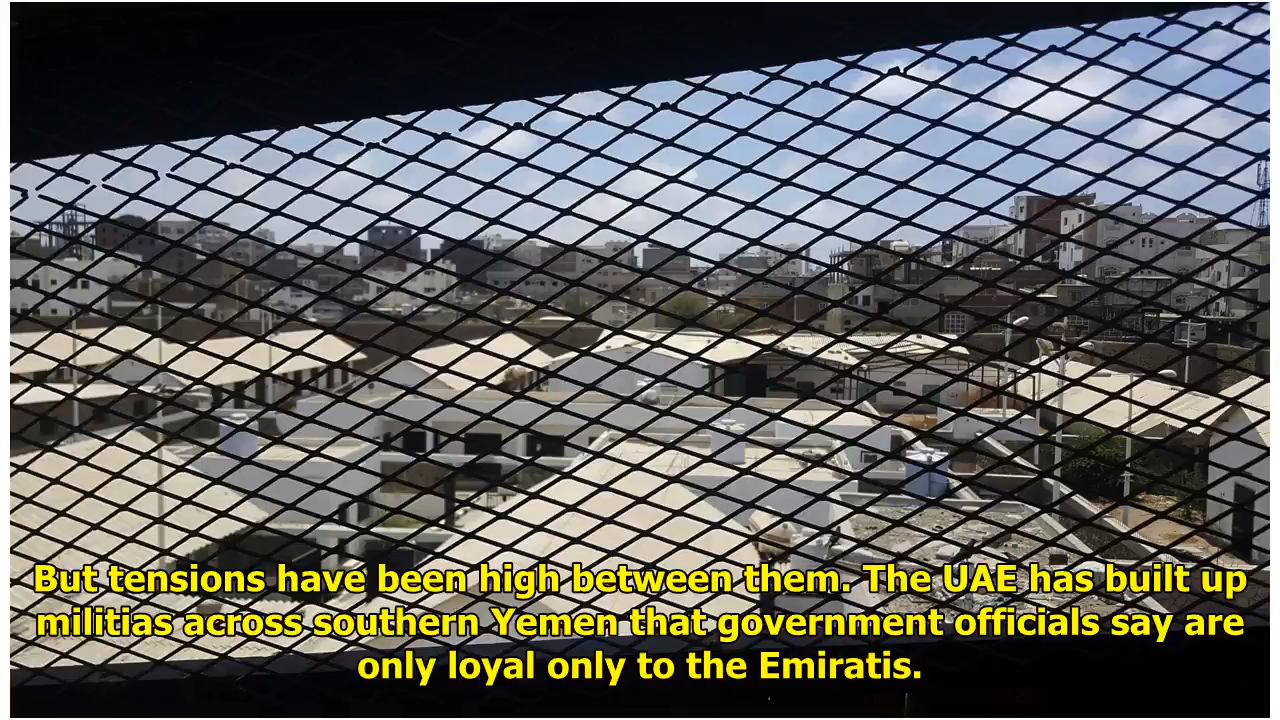 But tensions have been high between them. The UAE has built up
militias across southern Yemen that government officials say are
only loyal only to the Emiratis.